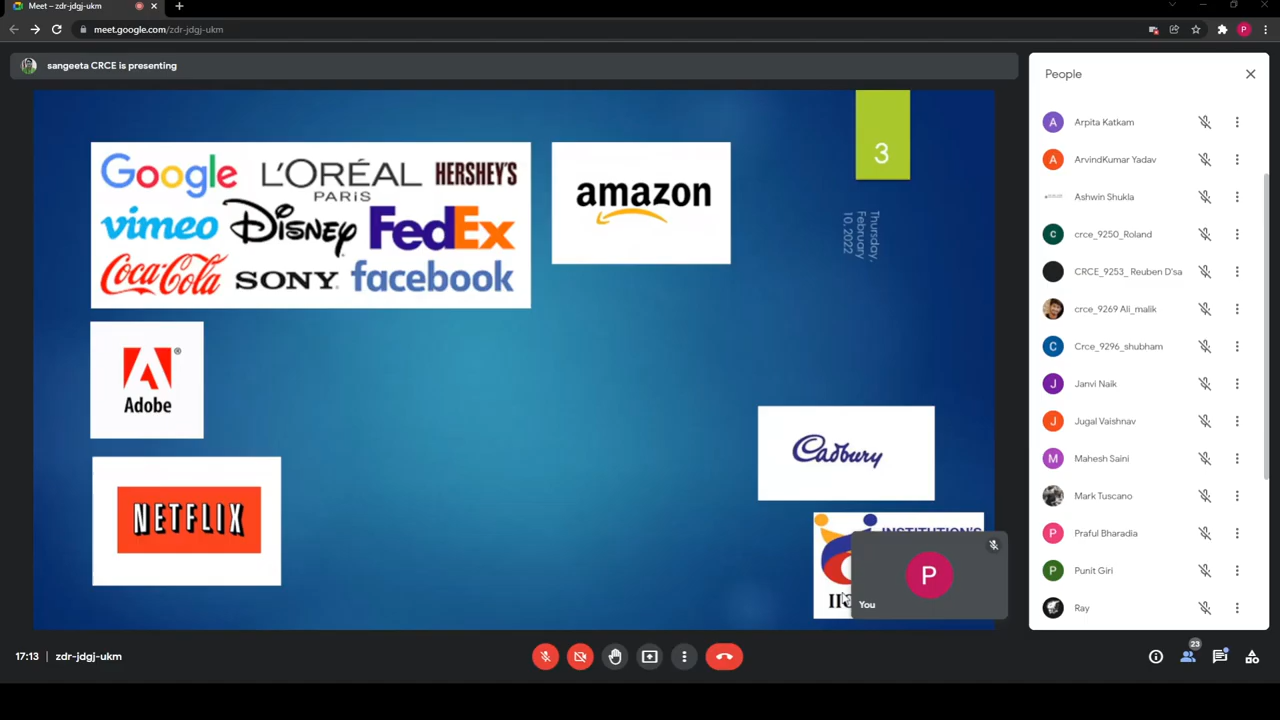 Meet – zdr-jdgj-ukm
meet.google.com/zdr-jdgj-ukm
sangeeta CRCE is presenting
Google L'ORÉAL PARIS HERSHEY'S
vimeo Disney FedEx
Coca-Cola SONY facebook
amazon
3
Thursday,
February
10, 2022
Adobe
NETFLIX
Cadbury
INSTITUTION'S
P
You
People
A Arpita Katkam
A ArvindKumar Yadav
Ashwin Shukla
c crce_9250_Roland
CRCE_9253_ Reuben D'sa
crce_9269 Ali_malik
C Crce_9296_shubham
J Janvi Naik
J Jugal Vaishnav
M Mahesh Saini
Mark Tuscano
P Praful Bharadia
P Punit Giri
Ray
17:13 | zdr-jdgj-ukm
23